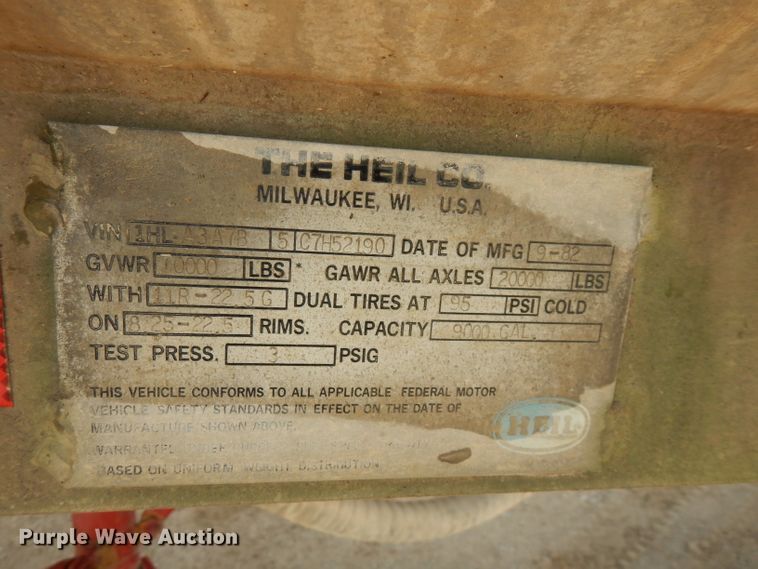 THE HEIL CO.
MILWAUKEE, WI. U.S.A.
VIN 1HL-A3A7B 5 C7H52190 DATE OF MFG 9-82
GVWR 60000 LBS * GAWR ALL AXLES 20000 LBS
WITH 11R-22.5G DUAL TIRES AT 95 PSI COLD
ON 8.25-22.5 RIMS. CAPACITY 9000 GAL.
TEST PRESS. 3 PSIG
THIS VEHICLE CONFORMS TO ALL APPLICABLE FEDERAL MOTOR
VEHICLE SAFETY STANDARDS IN EFFECT ON THE DATE OF
MANUFACTURE SHOWN ABOVE.
HEIL
BASED ON UNIFORM WEIGHT DISTRIBUTION
Purple Wave Auction